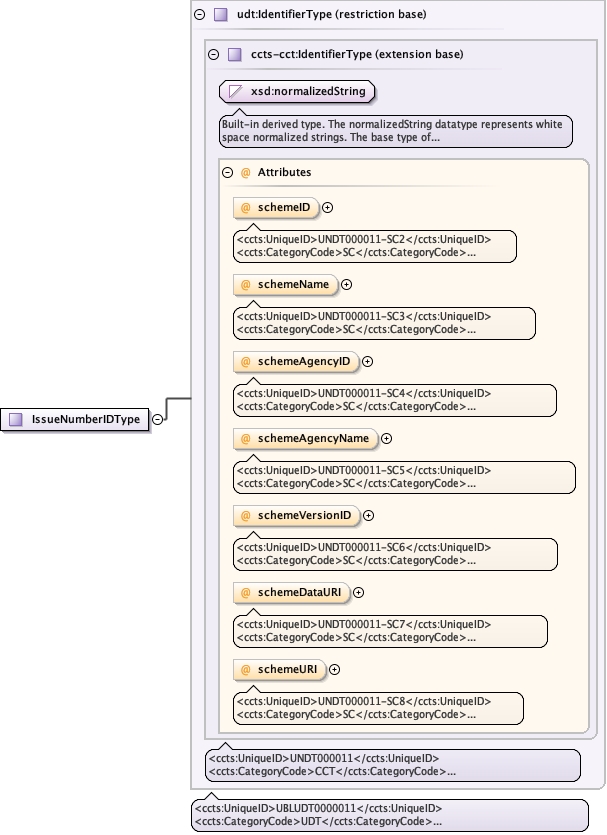 udt:IdentifierType (restriction base)
ccts-cct:IdentifierType (extension base)
xsd:normalizedString
Built-in derived type. The normalizedString datatype represents white
space normalized strings. The base type of...
@ Attributes
@ schemeID
<ccts:UniqueID>UNDT000011-SC2</ccts:UniqueID>
<ccts:CategoryCode>SC</ccts:CategoryCode>...
@ schemeName
<ccts:UniqueID>UNDT000011-SC3</ccts:UniqueID>
<ccts:CategoryCode>SC</ccts:CategoryCode>...
@ schemeAgencyID
<ccts:UniqueID>UNDT000011-SC4</ccts:UniqueID>
<ccts:CategoryCode>SC</ccts:CategoryCode>...
IssueNumberIDType
@ schemeAgencyName
<ccts:UniqueID>UNDT000011-SC5</ccts:UniqueID>
<ccts:CategoryCode>SC</ccts:CategoryCode>...
@ schemeVersionID
<ccts:UniqueID>UNDT000011-SC6</ccts:UniqueID>
<ccts:CategoryCode>SC</ccts:CategoryCode>...
@ schemeDataURI
<ccts:UniqueID>UNDT000011-SC7</ccts:UniqueID>
<ccts:CategoryCode>SC</ccts:CategoryCode>...
@ schemeURI
<ccts:UniqueID>UNDT000011-SC8</ccts:UniqueID>
<ccts:CategoryCode>SC</ccts:CategoryCode>...
<ccts:UniqueID>UNDT000011</ccts:UniqueID>
<ccts:CategoryCode>CCT</ccts:CategoryCode>...
<ccts:UniqueID>UBLUDT0000011</ccts:UniqueID>
<ccts:CategoryCode>UDT</ccts:CategoryCode>...